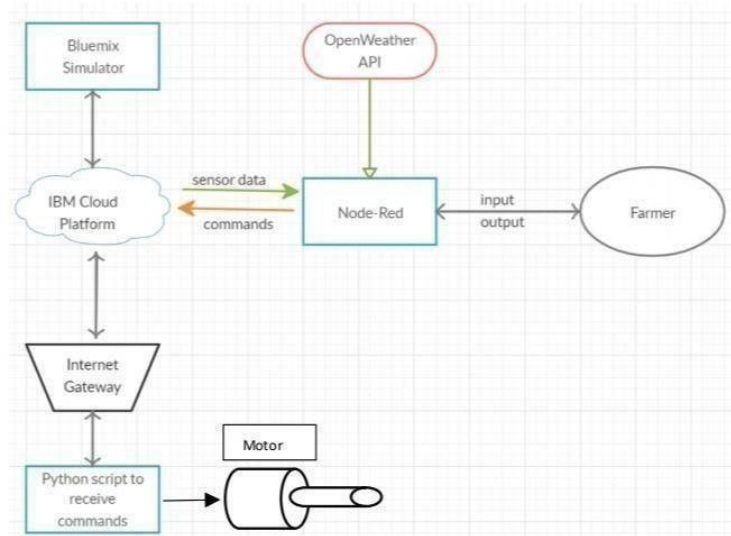 Bluemix
Simulator
OpenWeather
API
IBM Cloud
Platform
sensor data
commands
Node-Red
input
output
Farmer
Internet
Gateway
Motor
Python script to
receive
commands